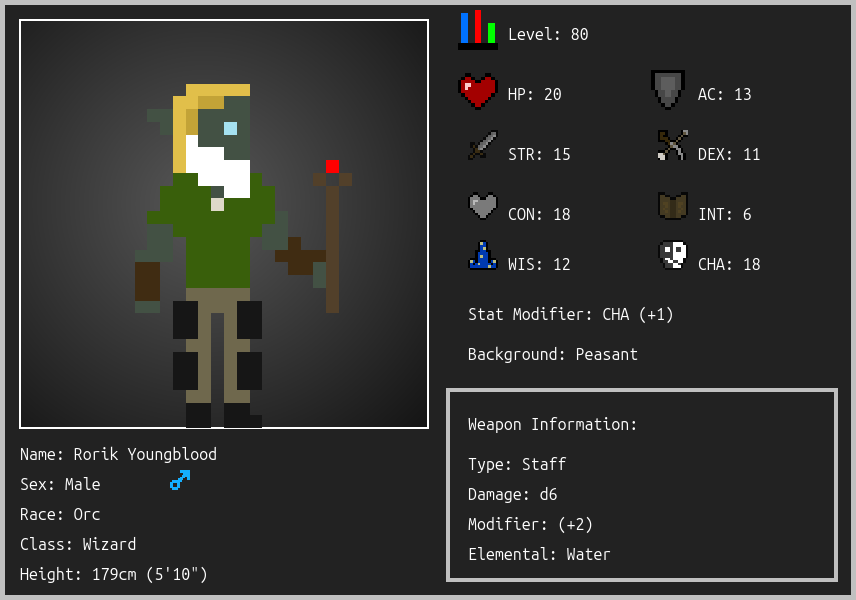 Level: 80
HP: 20
AC: 13
STR: 15
DEX: 11
CON: 18
INT: 6
WIS: 12
CHA: 18
Stat Modifier: CHA (+1)
Background: Peasant
Weapon Information:
Type: Staff
Damage: d6
Modifier: (+2)
Elemental: Water
Name: Rorik Youngblood
Sex: Male
Race: Orc
Class: Wizard
Height: 179cm (5'10")